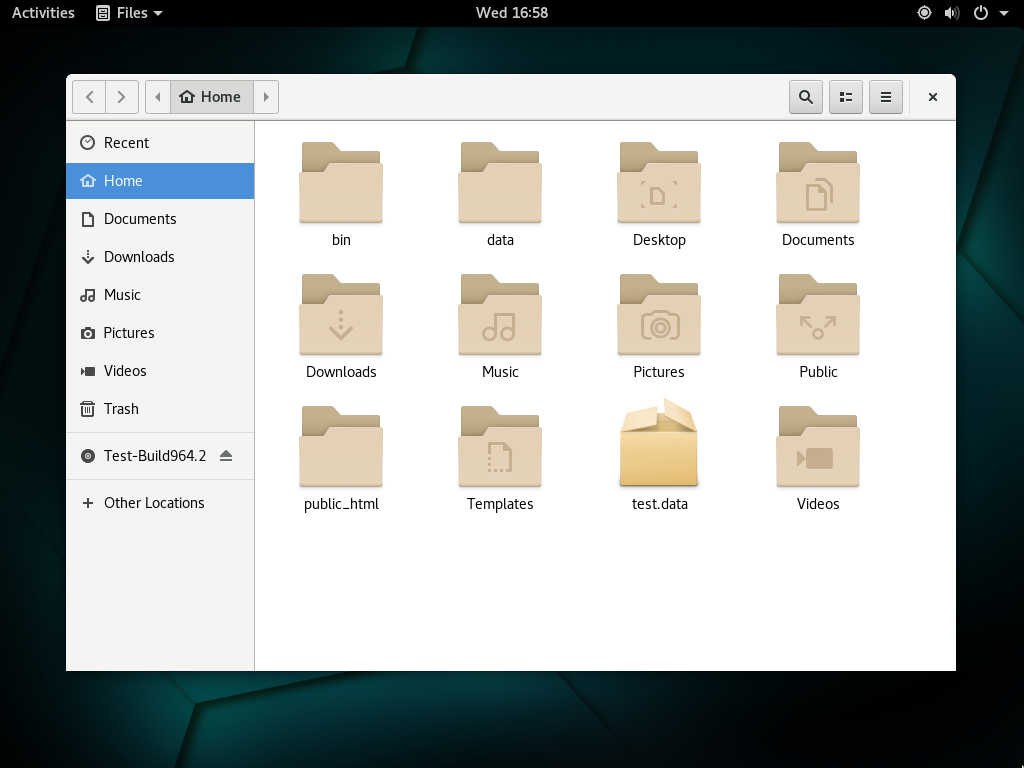 Activities Files Wed 16:58
Home
Recent
Home
Documents
Downloads
Music
Pictures
Videos
Trash
Test-Build964.2
Other Locations
bin data Desktop Documents
Downloads Music Pictures Public
public_html Templates test.data Videos